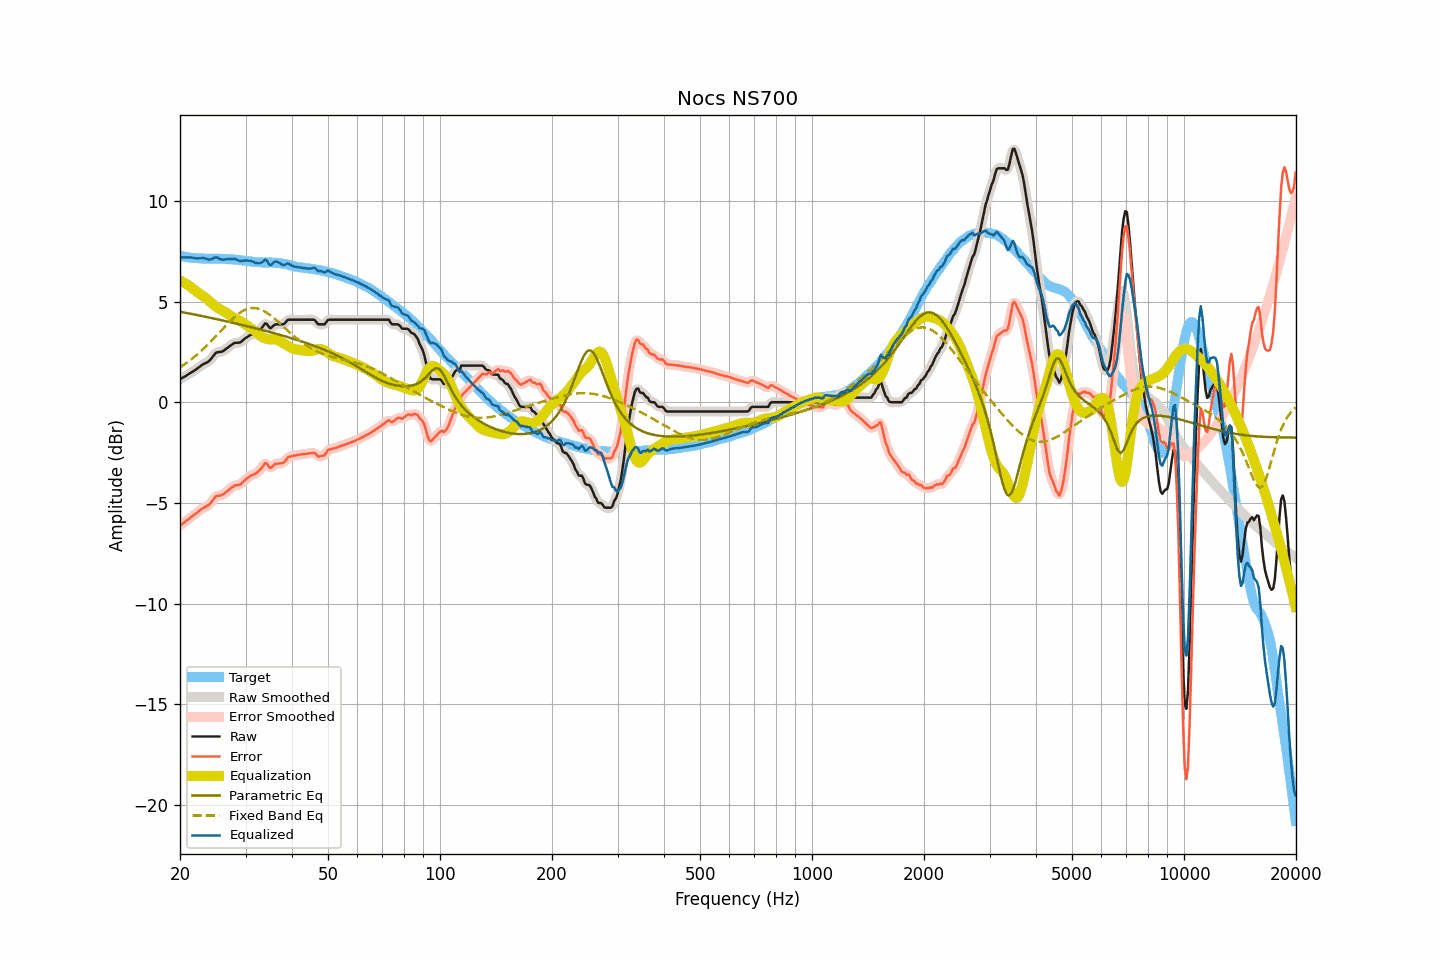 Nocs NS700
Amplitude (dBr)
10
5
0
−5
−10
−15
−20
Target
Raw Smoothed
Error Smoothed
Raw
Error
Equalization
Parametric Eq
Fixed Band Eq
Equalized
20 50 100 200 500 1000 2000 5000 10000 20000
Frequency (Hz)